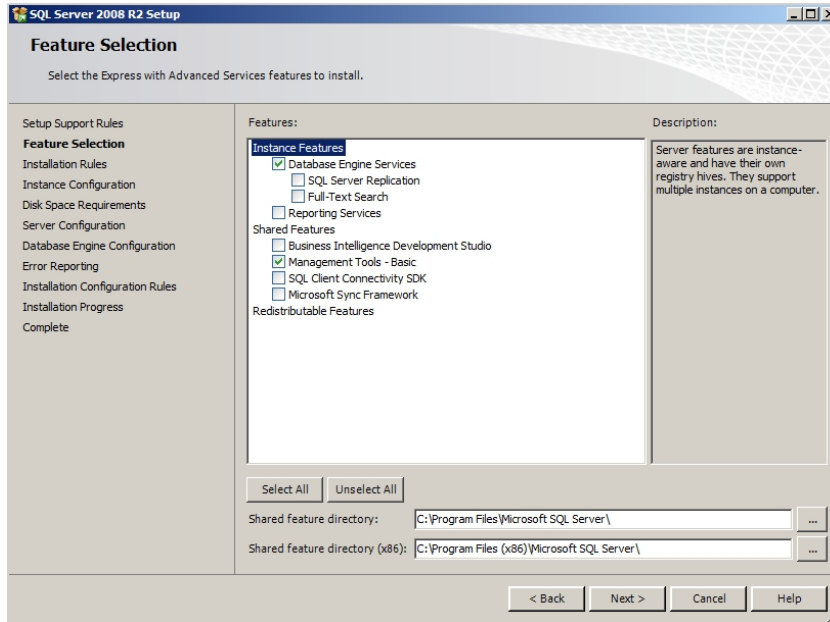 SQL Server 2008 R2 Setup
Feature Selection
Select the Express with Advanced Services features to install.
Setup Support Rules
Feature Selection
Installation Rules
Instance Configuration
Disk Space Requirements
Server Configuration
Database Engine Configuration
Error Reporting
Installation Configuration Rules
Installation Progress
Complete
Features:
Instance Features
Database Engine Services
SQL Server Replication
Full-Text Search
Reporting Services
Shared Features
Business Intelligence Development Studio
Management Tools - Basic
SQL Client Connectivity SDK
Microsoft Sync Framework
Redistributable Features
Description:
Server features are instance-
aware and have their own
registry hives. They support
multiple instances on a computer.
Select All Unselect All
Shared feature directory: C:\Program Files\Microsoft SQL Server\ ...
Shared feature directory (x86): C:\Program Files (x86)\Microsoft SQL Server\ ...
< Back Next > Cancel Help